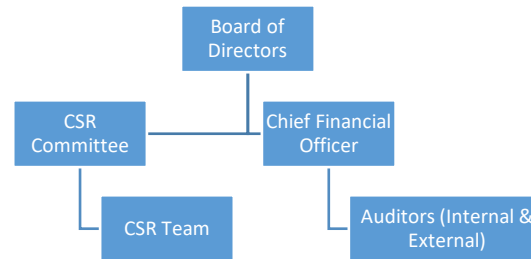 Board of
Directors
CSR
Committee
Chief Financial
Officer
CSR Team
Auditors (Internal &
External)